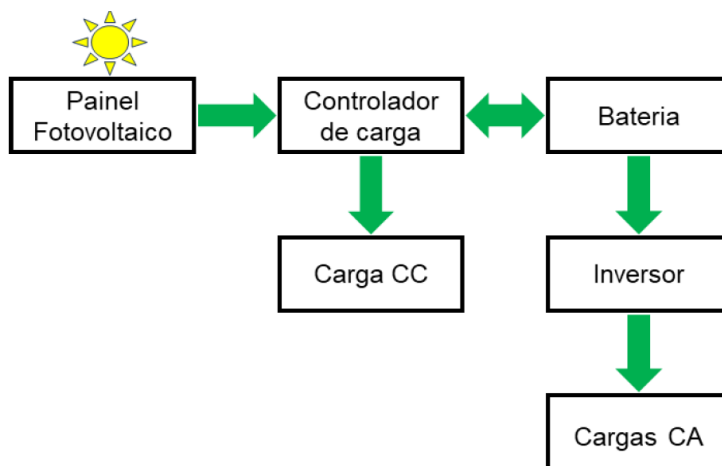 Painel
Fotovoltaico
Controlador
de carga
Bateria
Carga CC
Inversor
Cargas CA